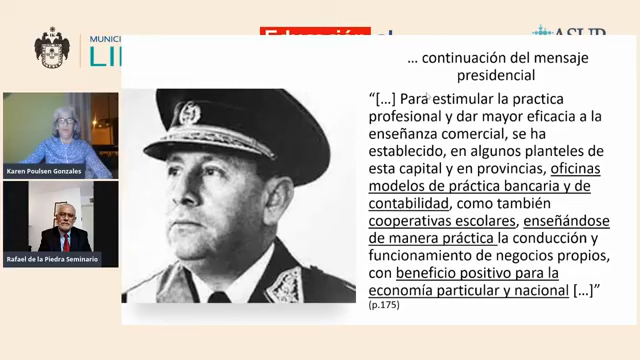 MUNICI
LI
Educación al
ASUP
… continuación del mensaje
presidencial
“[…] Para estimular la practica
profesional y dar mayor eficacia a la
enseñanza comercial, se ha
establecido, en algunos planteles de
esta capital y en provincias, oficinas
modelos de práctica bancaria y de
contabilidad, como también
cooperativas escolares, enseñándose
de manera práctica la conducción y
funcionamiento de negocios propios,
con beneficio positivo para la
economía particular y nacional […]”
(p.175)
Karen Poulsen Gonzales
Rafael de la Piedra Seminario